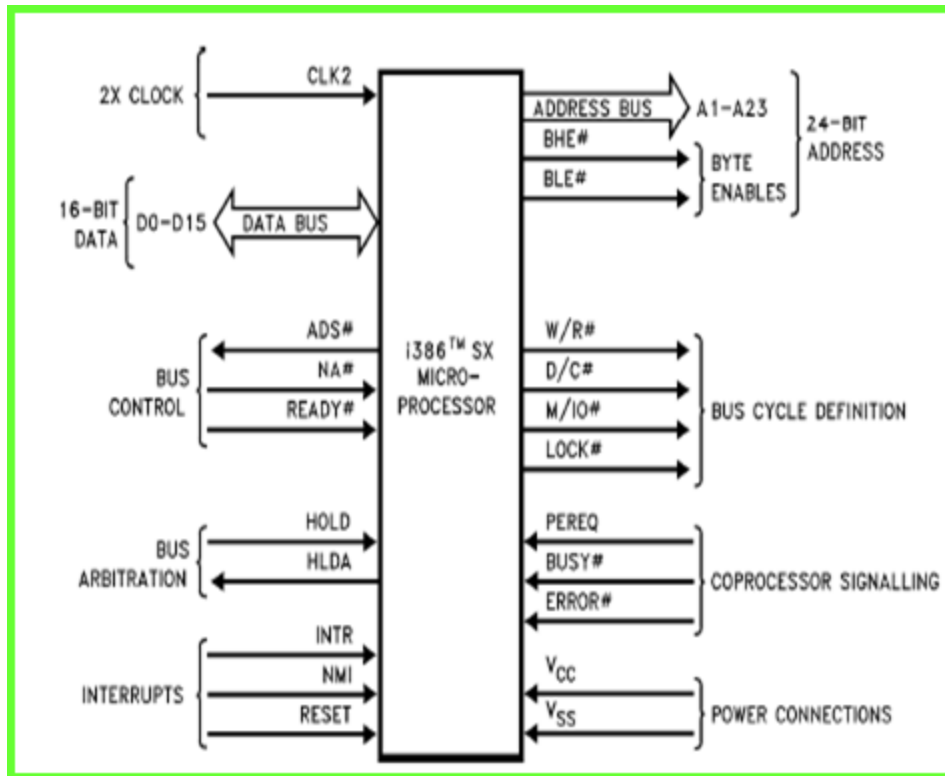 2X CLOCK
CLK2
16-BIT
DATA
D0-D15
DATA BUS
BUS
CONTROL
ADS#
NA#
READY#
BUS
ARBITRATION
HOLD
HLDA
INTERRUPTS
INTR
NMI
RESET
i386™ SX
MICRO-
PROCESSOR
ADDRESS BUS
A1-A23
BHE#
BLE#
BYTE
ENABLES
24-BIT
ADDRESS
W/R#
D/C#
M/IO#
LOCK#
BUS CYCLE DEFINITION
PEREQ
BUSY#
ERROR#
COPROCESSOR SIGNALLING
VCC
VSS
POWER CONNECTIONS